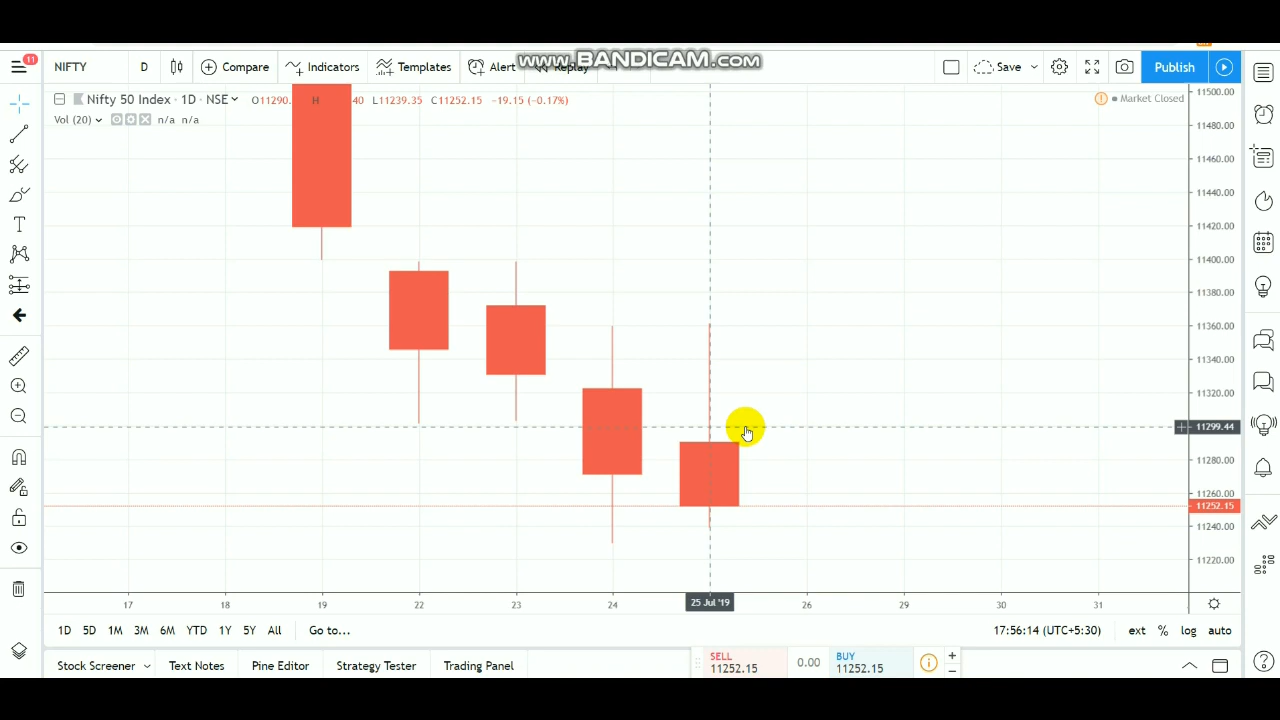 www.BANDICAM.com
11
NIFTY D Compare Indicators Templates Alert Replay Save Publish
Nifty 50 Index · 1D · NSE O11290. H 40 L11239.35 C11252.15 −19.15 (−0.17%) Market Closed
Vol (20) n/a n/a
11500.00
11480.00
11460.00
11440.00
11420.00
11400.00
11380.00
11360.00
11340.00
11320.00
11299.44
11280.00
11260.00
11252.15
11240.00
11220.00
17 18 19 22 23 24 25 Jul '19 26 29 30 31
1D 5D 1M 3M 6M YTD 1Y 5Y All Go to... 17:56:14 (UTC+5:30) ext % log auto
Stock Screener Text Notes Pine Editor Strategy Tester Trading Panel
SELL
11252.15
0.00
BUY
11252.15